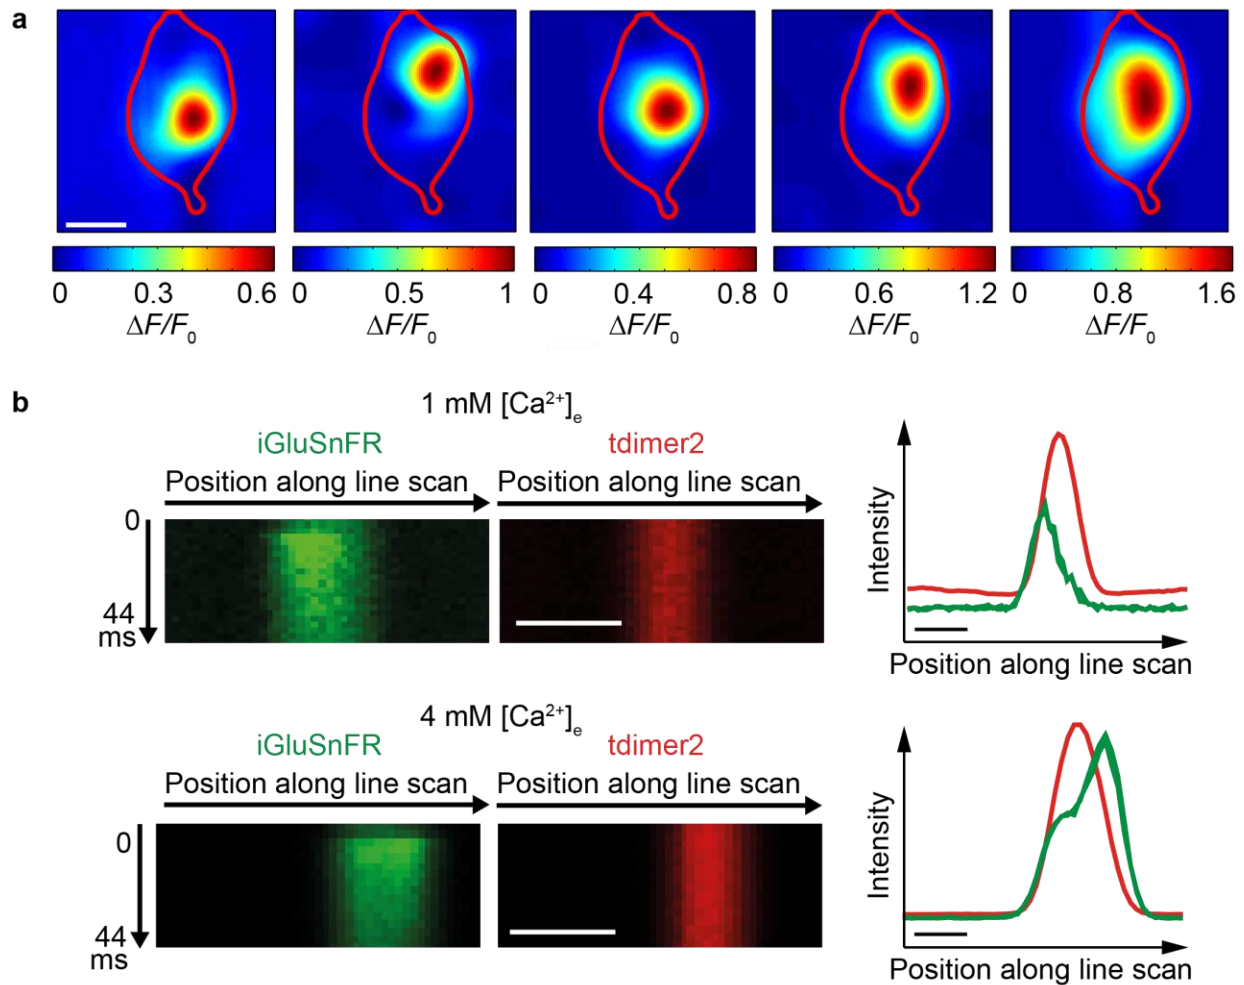 a
0 0.3 0.6
ΔF/F₀
0 0.5 1
ΔF/F₀
0 0.4 0.8
ΔF/F₀
0 0.6 1.2
ΔF/F₀
0 0.8 1.6
ΔF/F₀
b
1 mM [Ca²⁺]ₑ
iGluSnFR
tdimer2
Position along line scan
Position along line scan
0
44
ms
Intensity
Position along line scan
4 mM [Ca²⁺]ₑ
iGluSnFR
tdimer2
Position along line scan
Position along line scan
0
44
ms
Intensity
Position along line scan